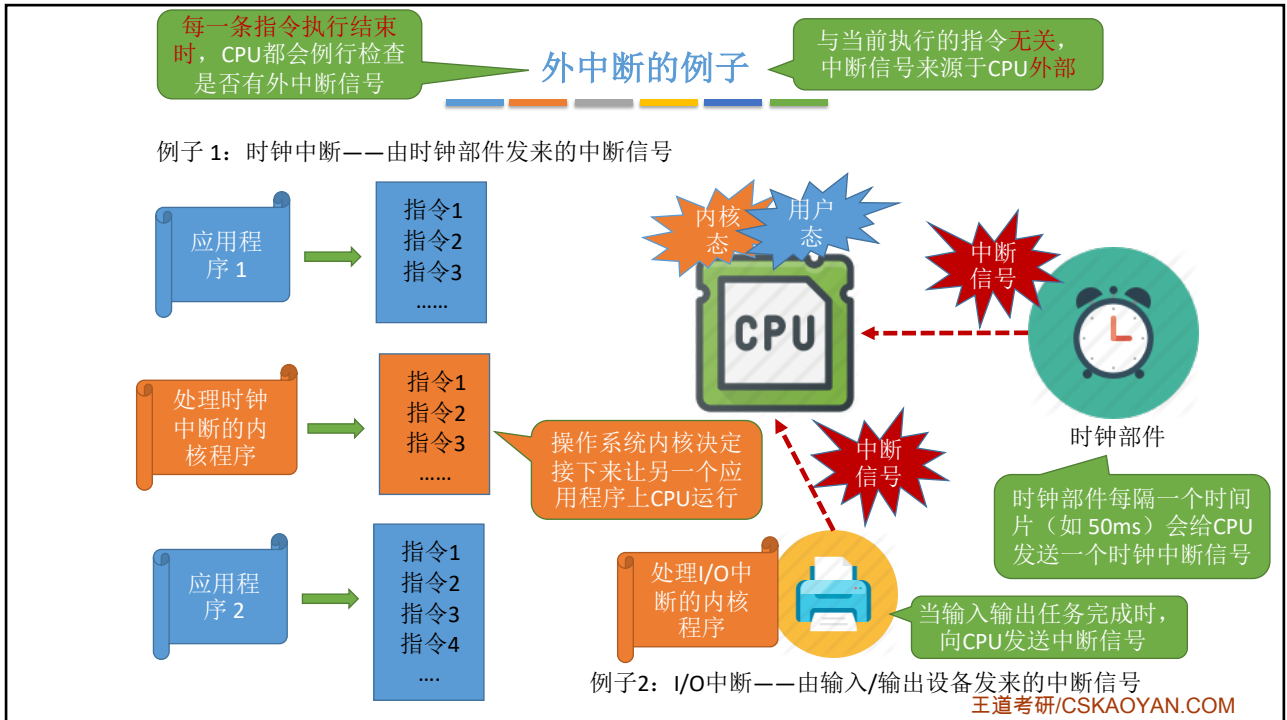 每一条指令执行结束
时，CPU都会例行检查
是否有外中断信号
外中断的例子
与当前执行的指令无关，
中断信号来源于CPU外部
例子 1：时钟中断——由时钟部件发来的中断信号
应用程
序 1
指令1
指令2
指令3
……
内核
态
用户
态
CPU
中断
信号
时钟部件
处理时钟
中断的内
核程序
指令1
指令2
指令3
……
操作系统内核决定
接下来让另一个应
用程序上CPU运行
中断
信号
时钟部件每隔一个时间
片（如 50ms）会给CPU
发送一个时钟中断信号
应用程
序 2
指令1
指令2
指令3
指令4
….
处理I/O中
断的内核
程序
当输入输出任务完成时，
向CPU发送中断信号
例子2：I/O中断——由输入/输出设备发来的中断信号
王道考研/CSKAOYAN.COM